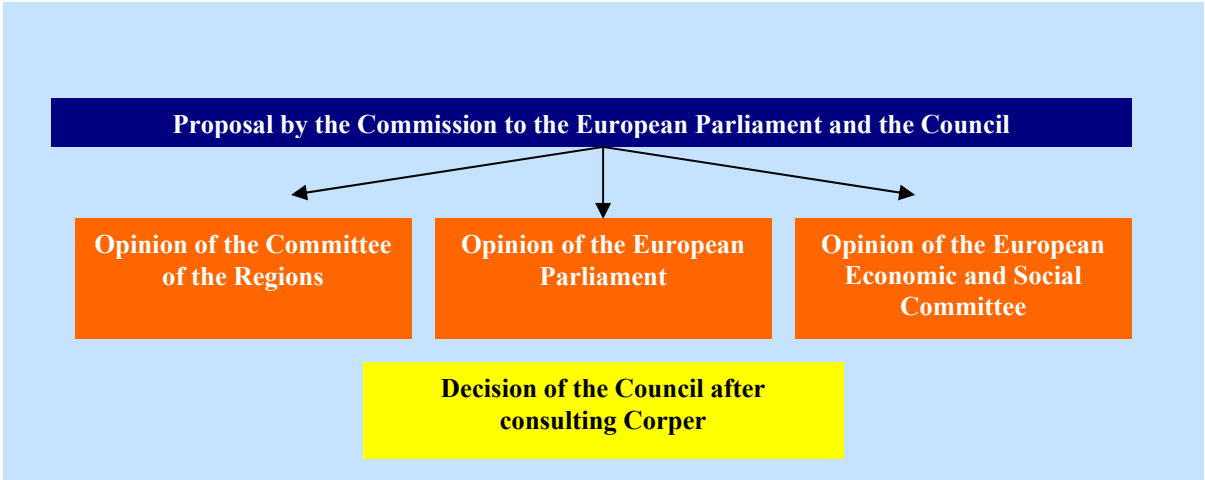 Proposal by the Commission to the European Parliament and the Council
Opinion of the Committee
of the Regions
Opinion of the European
Parliament
Opinion of the European
Economic and Social
Committee
Decision of the Council after
consulting Corper